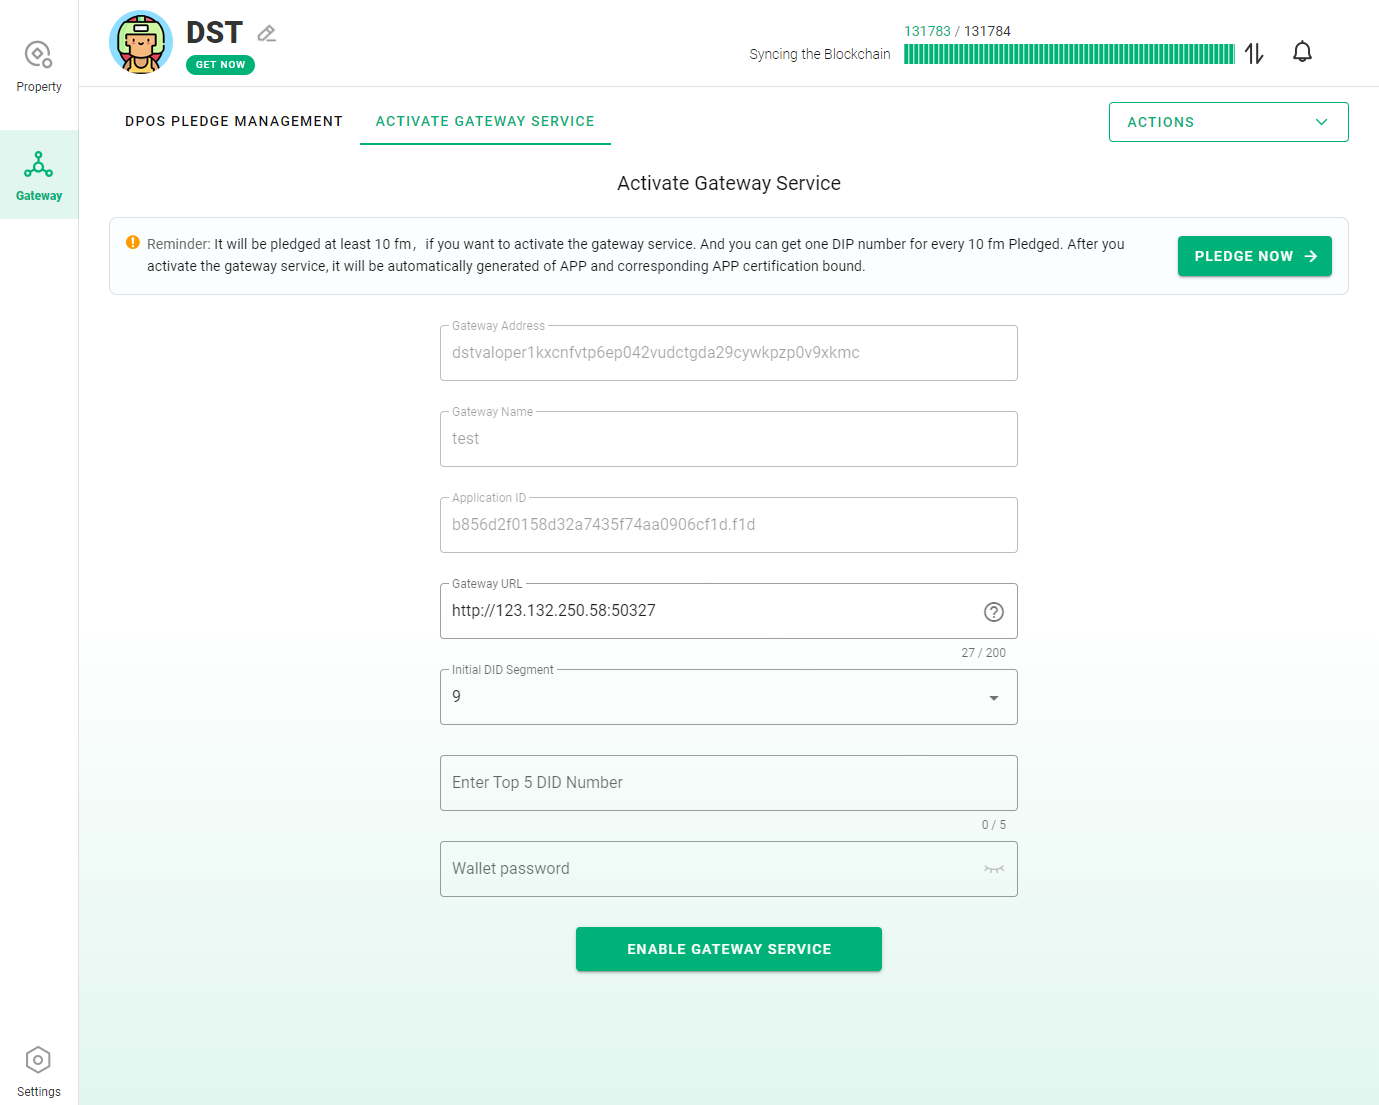 Property
Gateway
Settings
DST
GET NOW
Syncing the Blockchain
131783 / 131784
DPOS PLEDGE MANAGEMENT
ACTIVATE GATEWAY SERVICE
ACTIONS
Activate Gateway Service
Reminder: It will be pledged at least 10 fm，if you want to activate the gateway service. And you can get one DIP number for every 10 fm Pledged. After you
activate the gateway service, it will be automatically generated of APP and corresponding APP certification bound.
PLEDGE NOW
Gateway Address
dstvaloper1kxcnfvtp6ep042vudctgda29cywkpzp0v9xkmc
Gateway Name
test
Application ID
b856d2f0158d32a7435f74aa0906cf1d.f1d
Gateway URL
http://123.132.250.58:50327
27 / 200
Initial DID Segment
9
Enter Top 5 DID Number
0 / 5
Wallet password
ENABLE GATEWAY SERVICE